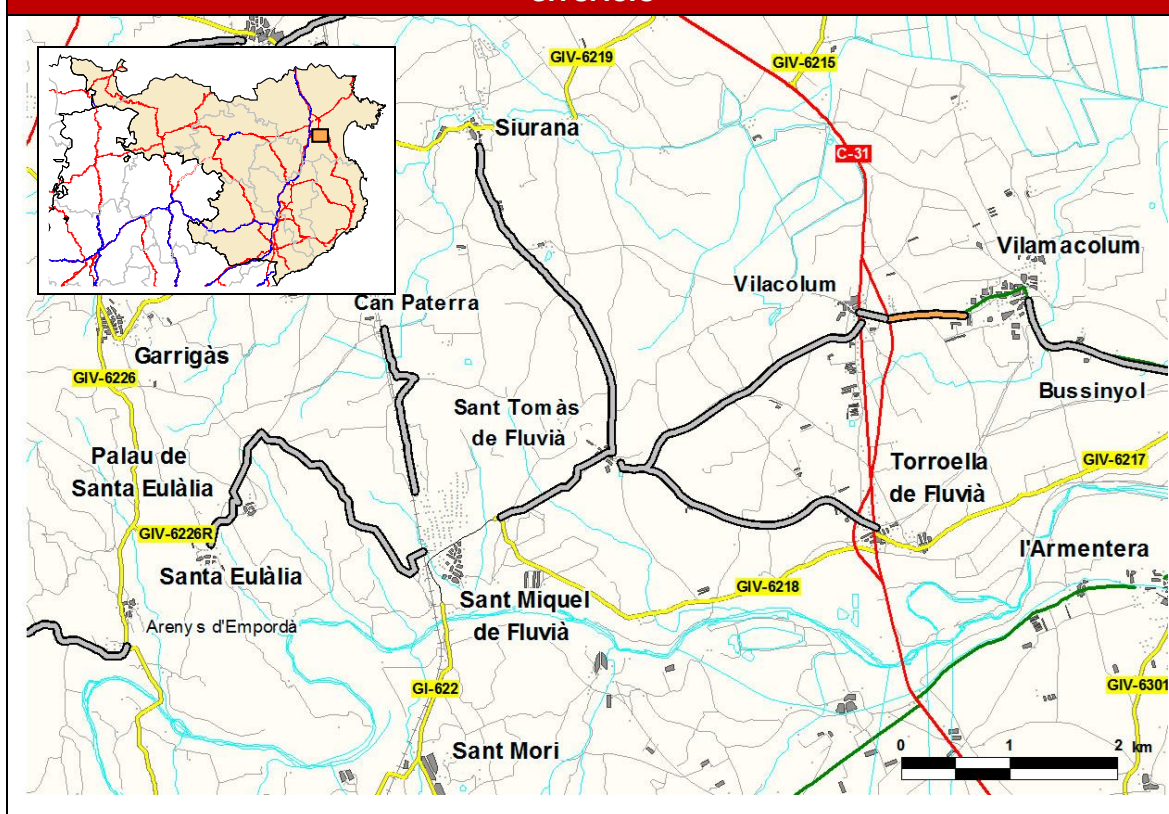 GIV-6219
GIV-6215
Siurana
C-31
Vilamacolum
Vilacolum
Can Paterra
Garrigàs
GIV-6226
Bussinyol
Sant Tomàs
de Fluvià
Palau de
Santa Eulàlia
Torroella
de Fluvià
GIV-6217
GIV-6226R
l'Armentera
Santa Eulàlia
GIV-6218
Sant Miquel
de Fluvià
Arenys d'Empordà
GI-622
GIV-6301
Sant Mori
0 1 2 km